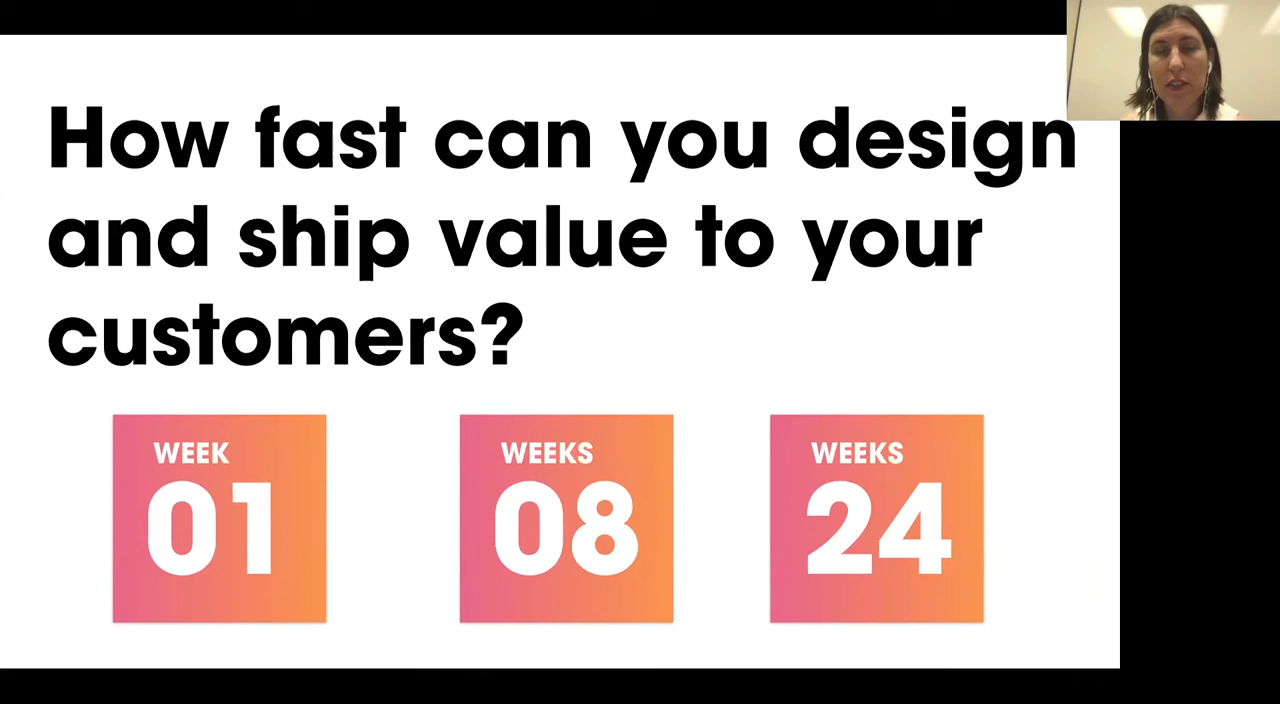 How fast can you design
and ship value to your
customers?
WEEK
01
WEEKS
08
WEEKS
24